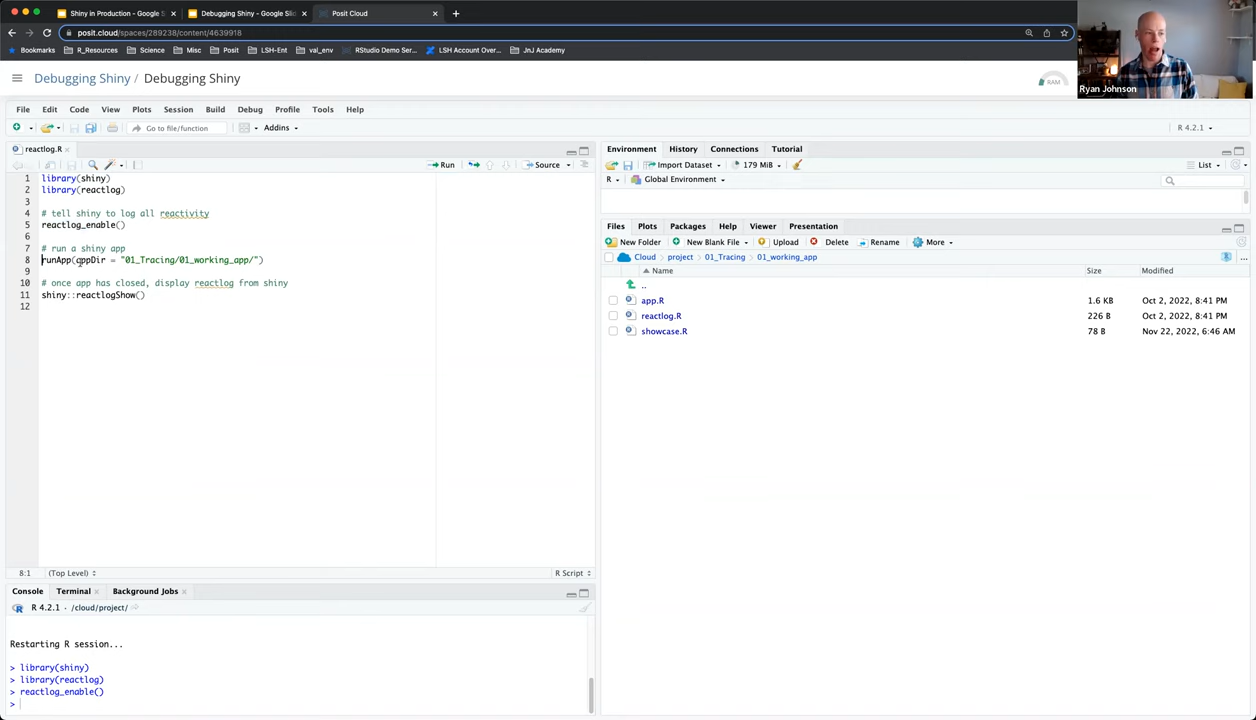 Shiny in Production - Google S
Debugging Shiny - Google Sli
Posit Cloud
posit.cloud/spaces/289238/content/4639918
Bookmarks
R_Resources
Science
Misc
Posit
LSH-Ent
val_env
RStudio Demo Ser...
LSH Account Over...
JnJ Academy
Ryan Johnson
Debugging Shiny / Debugging Shiny
RAM
File Edit Code View Plots Session Build Debug Profile Tools Help
Go to file/function
Addins
R 4.2.1
reactlog.R
Run
Source
1 library(shiny)
2 library(reactlog)
3
4 # tell shiny to log all reactivity
5 reactlog_enable()
6
7 # run a shiny app
8 runApp(appDir = "01_Tracing/01_working_app/")
9
10 # once app has closed, display reactlog from shiny
11 shiny::reactlogShow()
12
8:1 (Top Level)
R Script
Console Terminal Background Jobs
R 4.2.1 · /cloud/project/
Restarting R session...
> library(shiny)
> library(reactlog)
> reactlog_enable()
>
Environment History Connections Tutorial
Import Dataset
179 MiB
List
R
Global Environment
Files Plots Packages Help Viewer Presentation
New Folder New Blank File Upload Delete Rename More
Cloud project 01_Tracing 01_working_app
...
Name Size Modified
..
app.R 1.6 KB Oct 2, 2022, 8:41 PM
reactlog.R 226 B Oct 2, 2022, 8:41 PM
showcase.R 78 B Nov 22, 2022, 6:46 AM